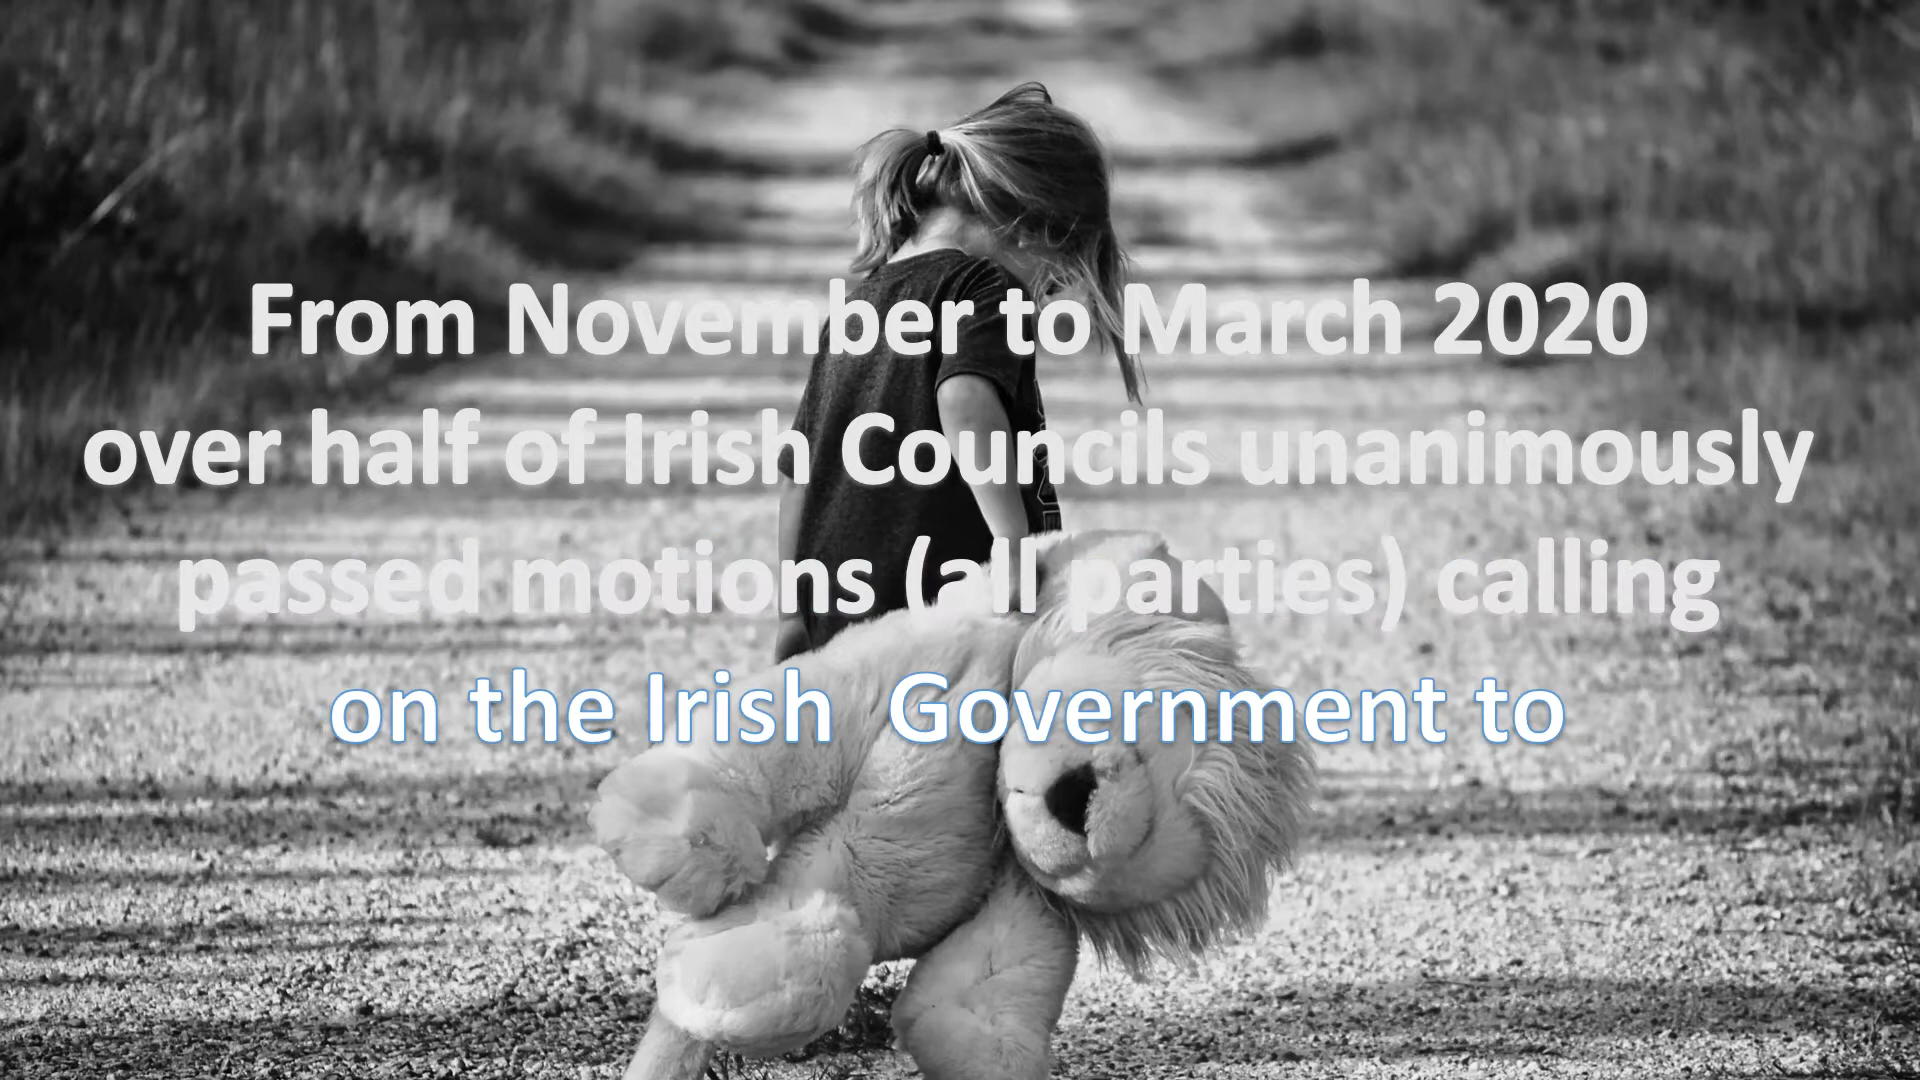 From November to March 2020
over half of Irish Councils unanimously
passed motions (all parties) calling
on the Irish  Government to